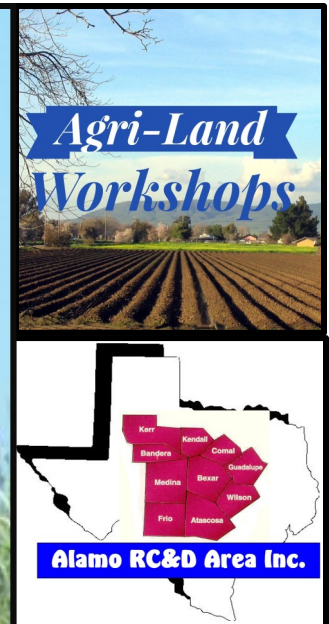 Agri-Land
Workshops
Kerr
Kendall
Bandera
Comal
Guadalupe
Medina
Bexar
Wilson
Frio
Atascosa
Alamo RC&D Area Inc.